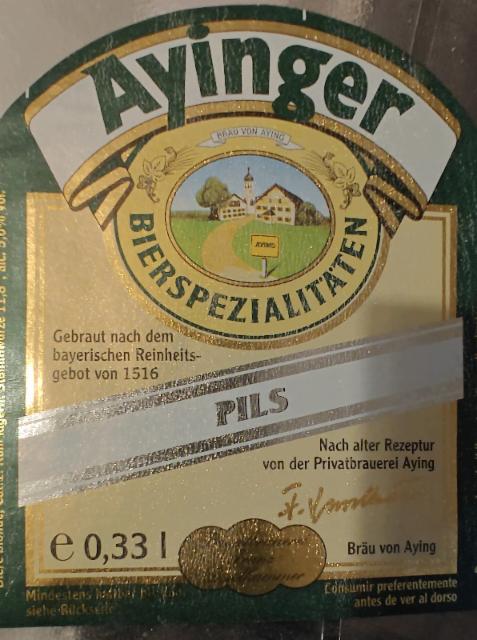 Ayinger
BRÄU VON AYING
AYING
BIERSPEZIALITÄTEN
Gebraut nach dem
bayerischen Reinheits-
gebot von 1516
PILS
Nach alter Rezeptur
von der Privatbrauerei Aying
e 0,33 l
Bräu von Aying
Mindestens haltbar bis
siehe Rückseite
Consumir preferentemente
antes de ver al dorso